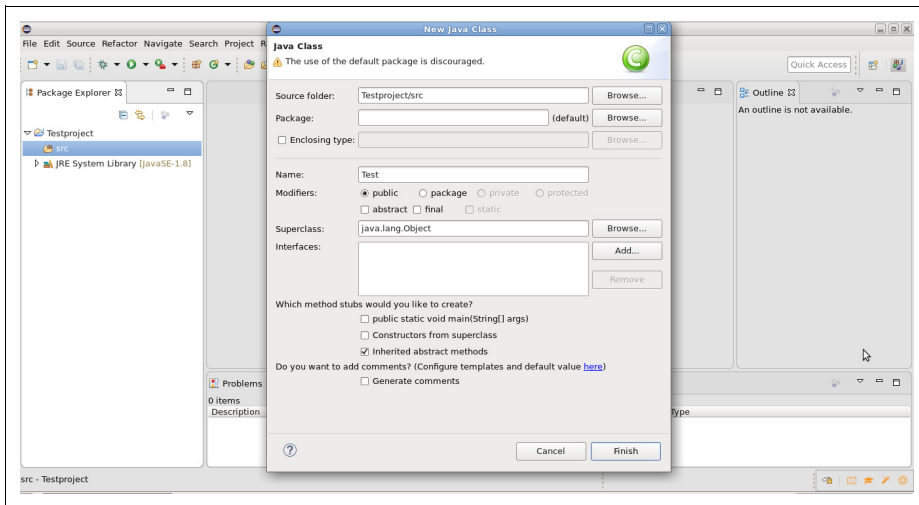 New Java Class
File Edit Source Refactor Navigate Search Project R
Java Class
The use of the default package is discouraged.
Quick Access
Package Explorer
Testproject
src
JRE System Library [JavaSE-1.8]
Source folder: Testproject/src Browse...
Package: (default) Browse...
Enclosing type: Browse...
Name: Test
Modifiers: public package private protected
abstract final static
Superclass: java.lang.Object Browse...
Interfaces: Add...
Remove
Which method stubs would you like to create?
public static void main(String[] args)
Constructors from superclass
Inherited abstract methods
Do you want to add comments? (Configure templates and default value here)
Generate comments
Cancel Finish
Outline
An outline is not available.
Problems
0 items
Description Type
src - Testproject